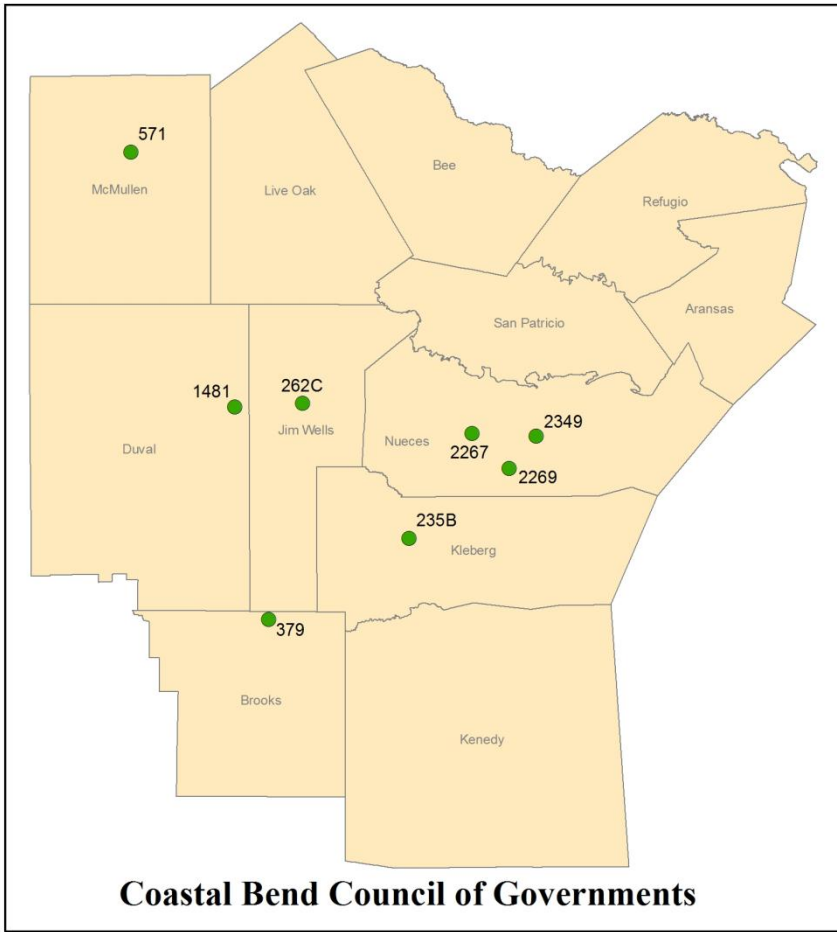 571
McMullen
Live Oak
Bee
Refugio
Aransas
San Patricio
1481
262C
Jim Wells
Duval
Nueces
2267
2349
2269
235B
Kleberg
379
Brooks
Kenedy
Coastal Bend Council of Governments